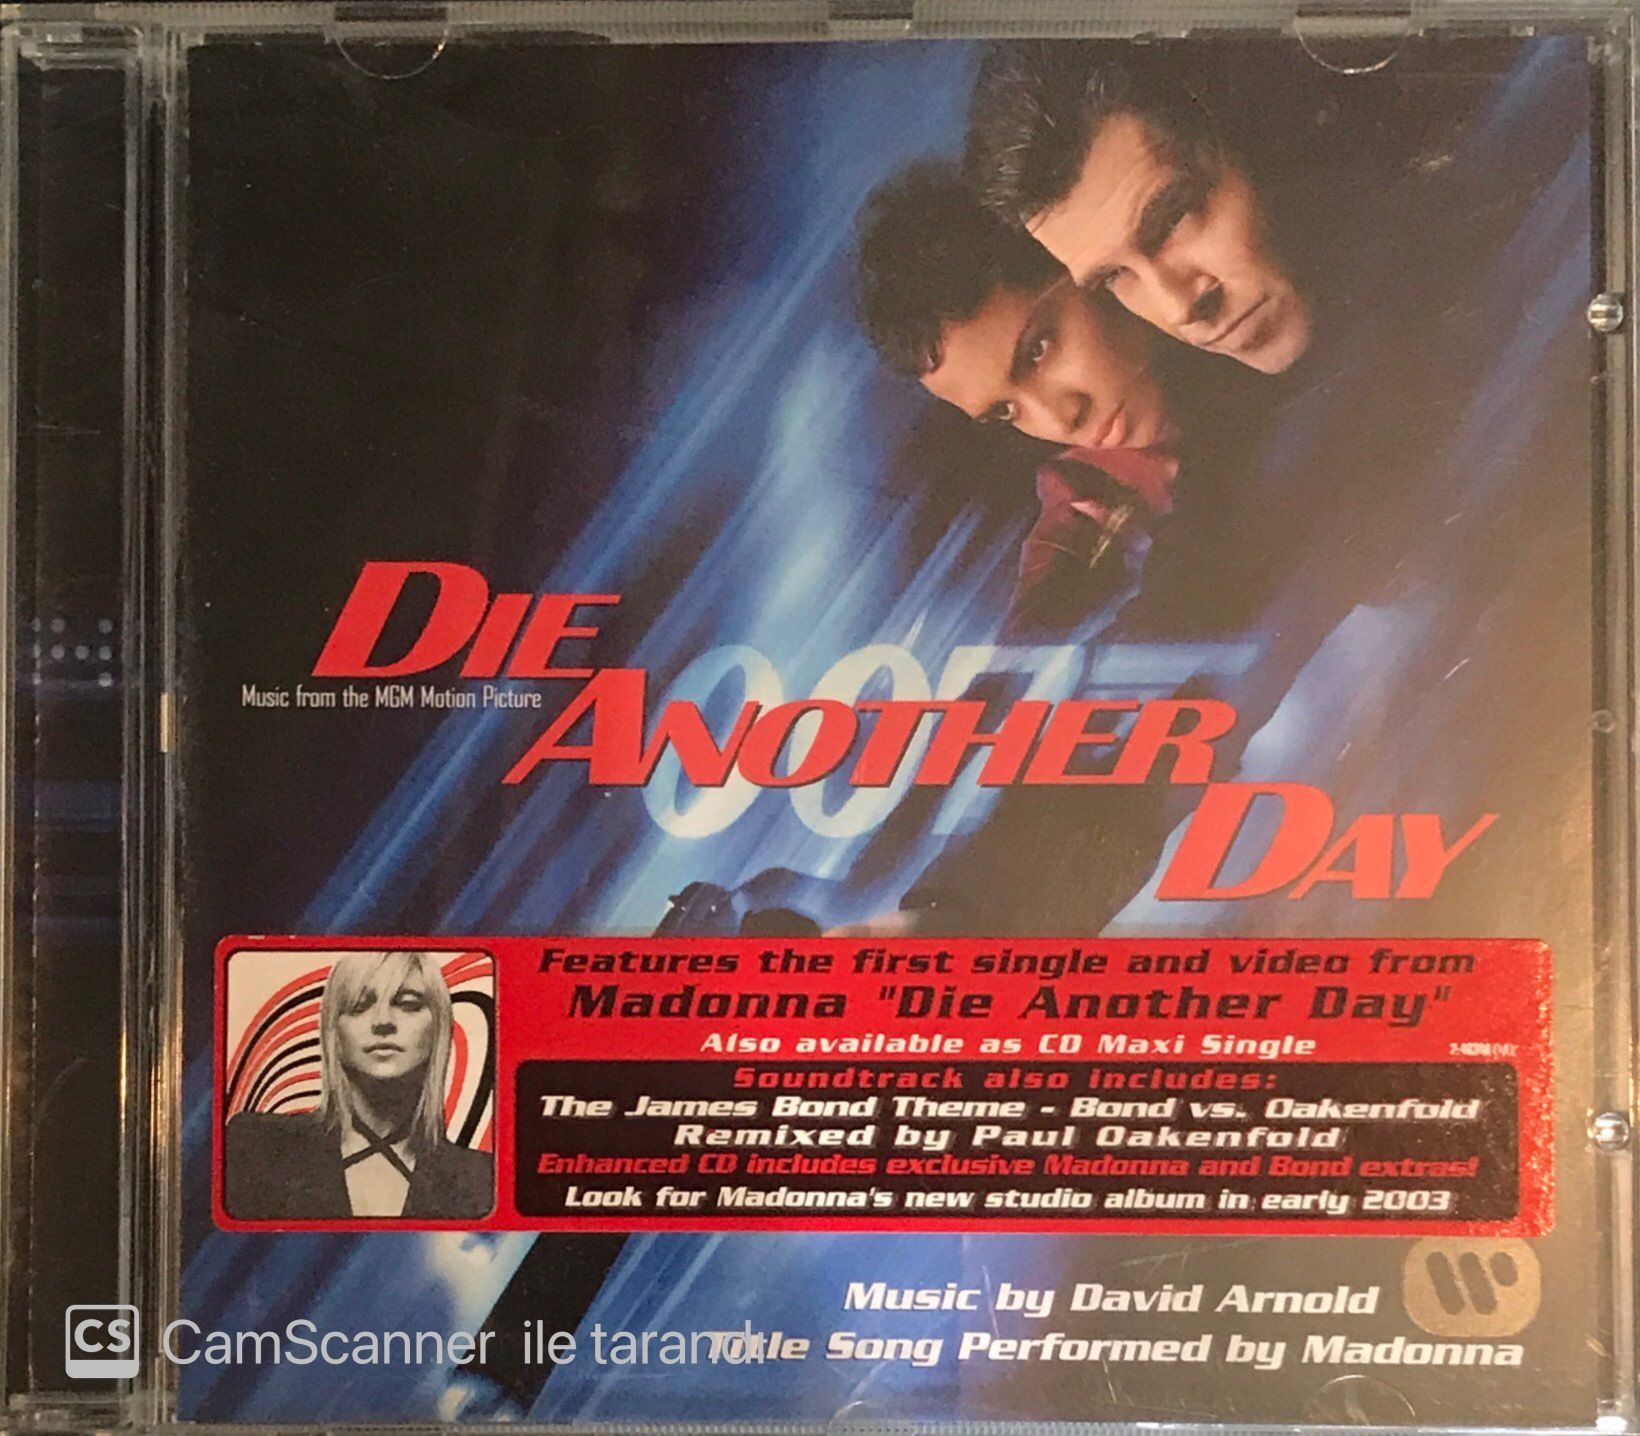 DIE
Music from the MGM Motion Picture
007
ANOTHER
DAY
Features the first single and video from
Madonna "Die Another Day"
Also available as CD Maxi Single
Soundtrack also includes:
The James Bond Theme - Bond vs. Oakenfold
Remixed by Paul Oakenfold
Enhanced CD includes exclusive Madonna and Bond extras!
Look for Madonna's new studio album in early 2003
Music by David Arnold
Title Song Performed by Madonna
CS CamScanner ile tarandı